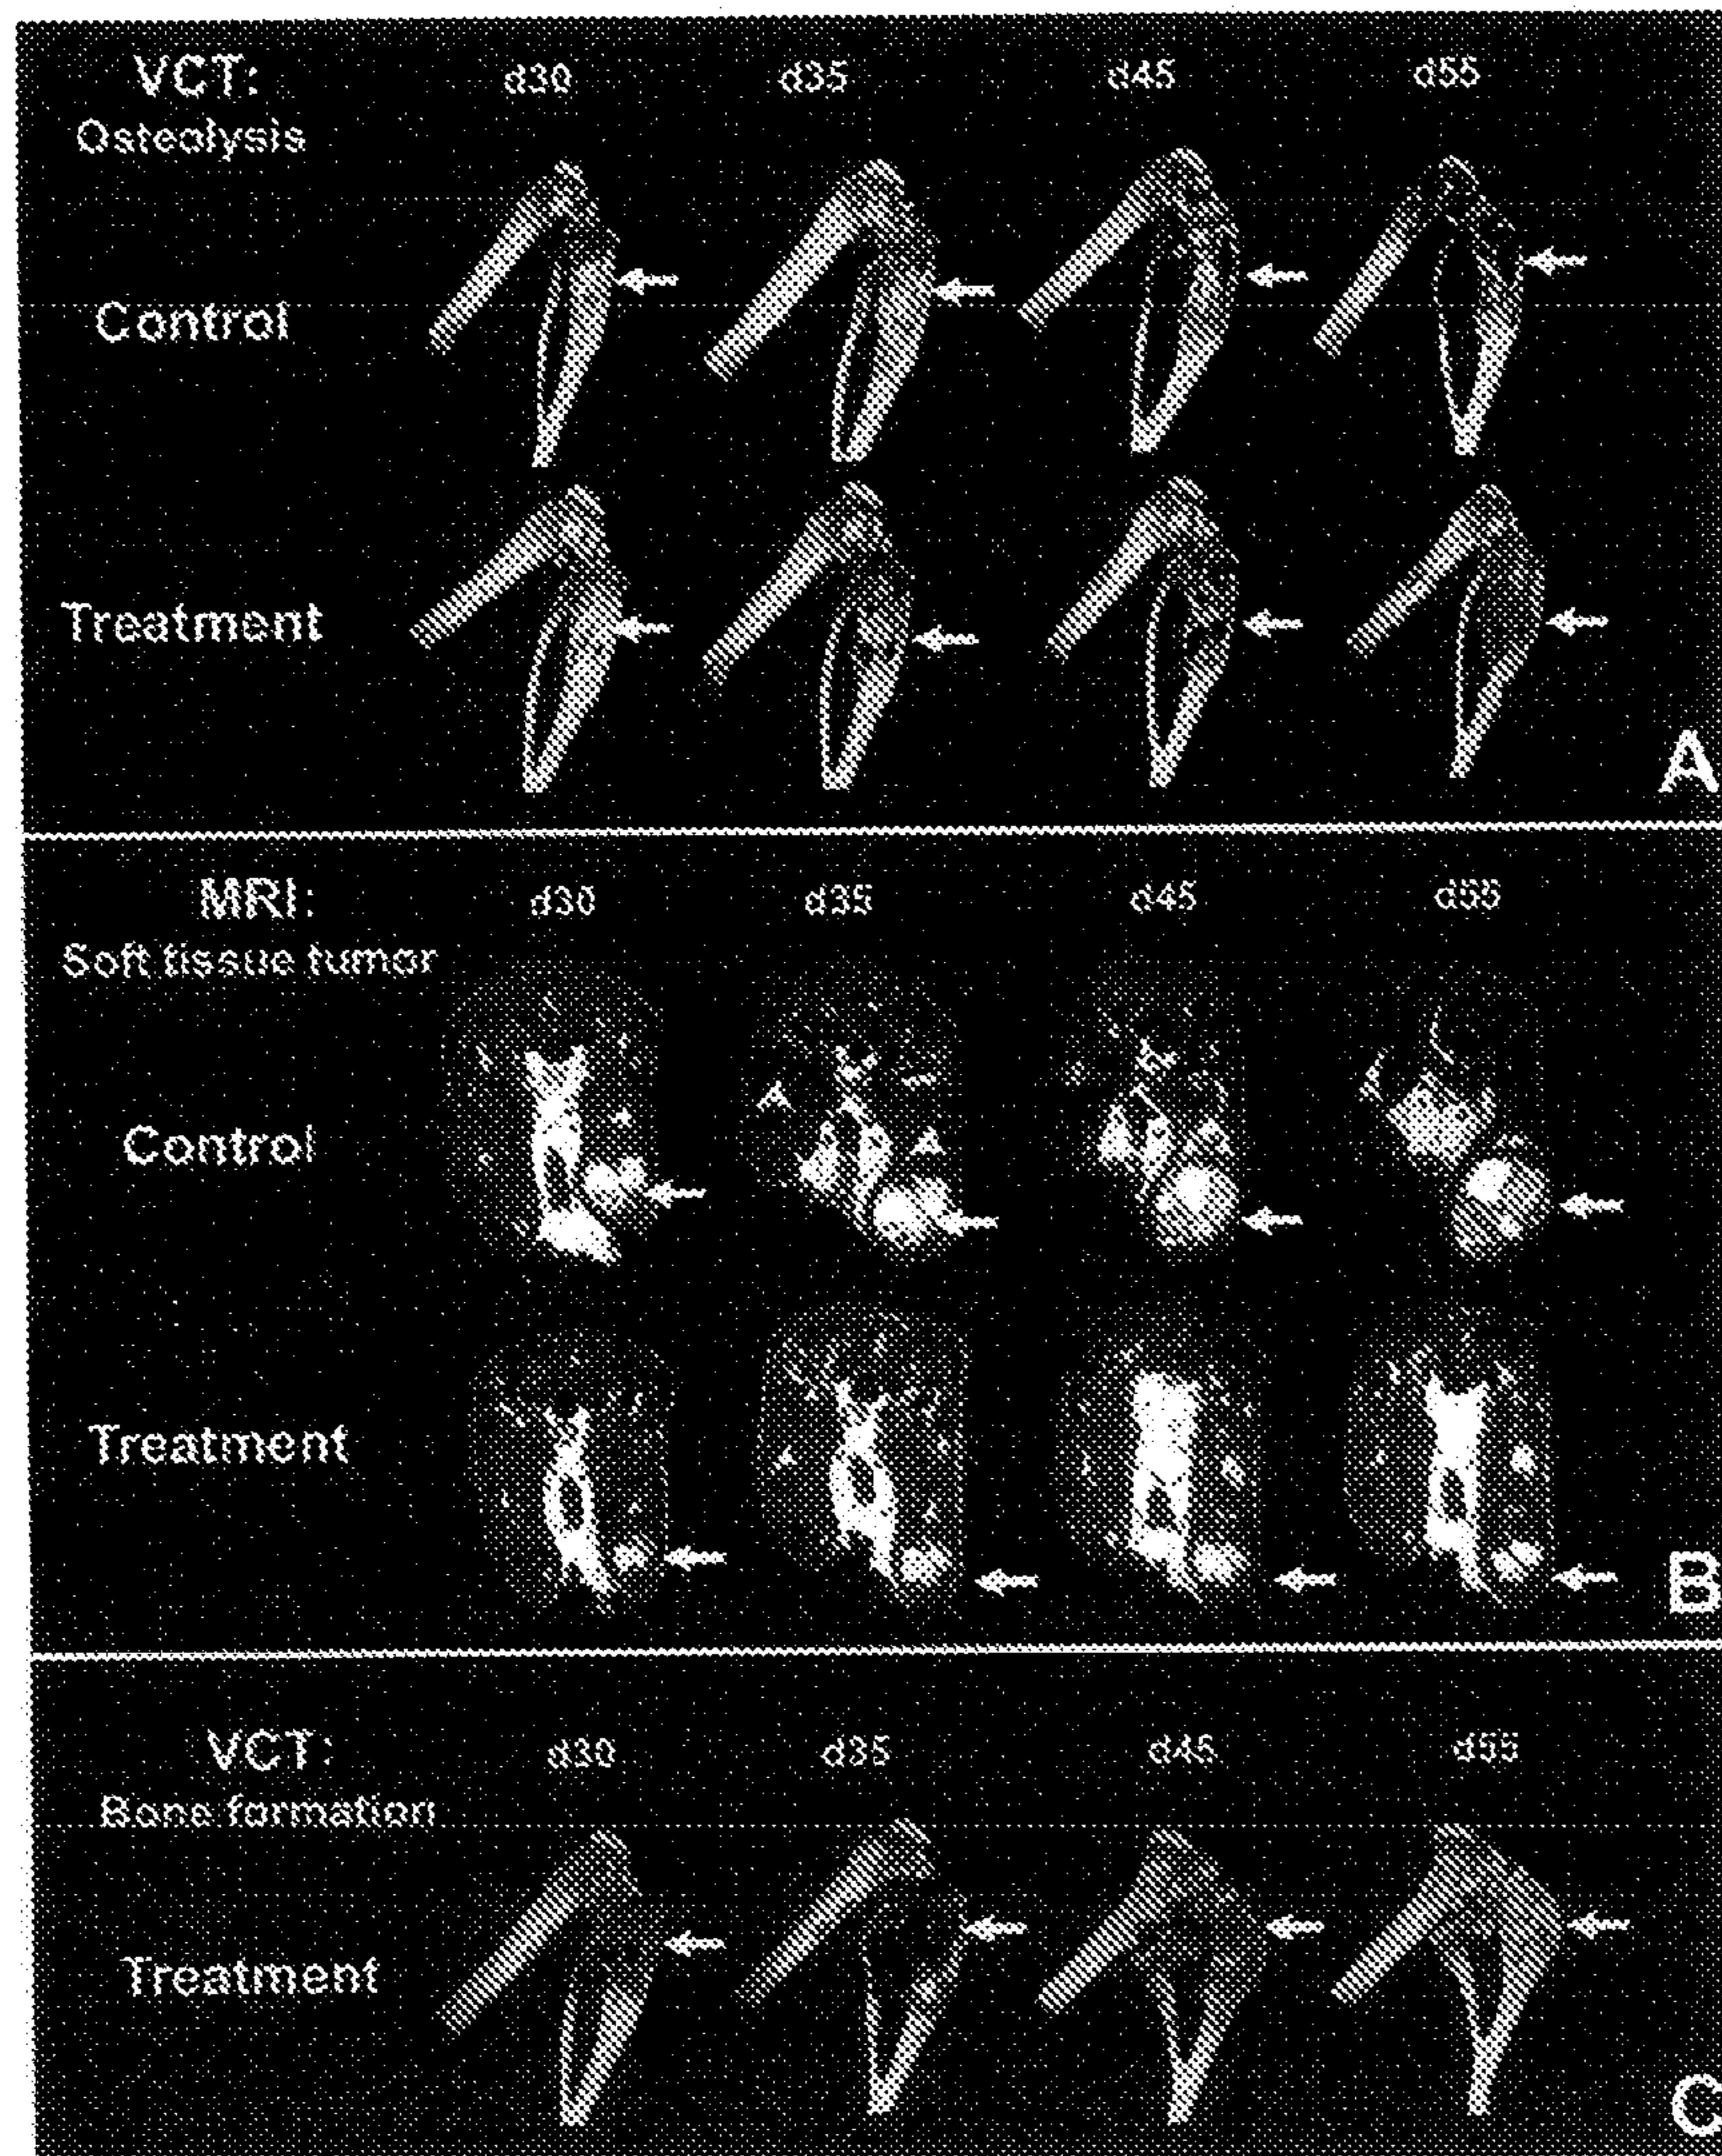 VCT: d30 d35 d45 d55
Osteolysis
Control
Treatment
A
MRI: d30 d35 d45 d55
Soft tissue tumor
Control
Treatment
B
VCT: d30 d35 d45 d55
Bone formation
Treatment
C